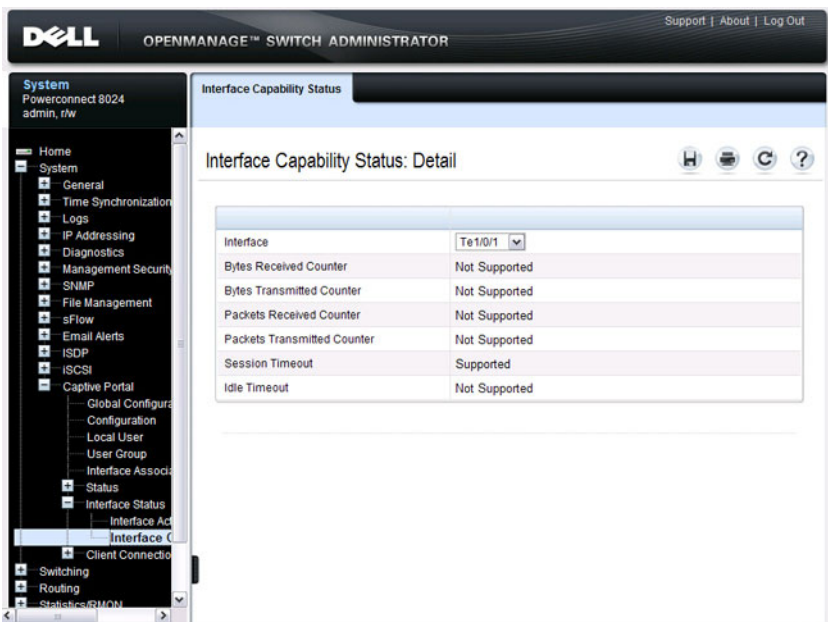 Support | About | Log Out
DELL
OPENMANAGE™ SWITCH ADMINISTRATOR
System
Powerconnect 8024
admin, r/w
Interface Capability Status
Home
System
General
Time Synchronization
Logs
IP Addressing
Diagnostics
Management Security
SNMP
File Management
sFlow
Email Alerts
ISDP
iSCSI
Captive Portal
Global Configura
Configuration
Local User
User Group
Interface Associa
Status
Interface Status
Interface Act
Interface C
Client Connectio
Switching
Routing
Statistics/RMON
Interface Capability Status: Detail
Interface Te1/0/1
Bytes Received Counter Not Supported
Bytes Transmitted Counter Not Supported
Packets Received Counter Not Supported
Packets Transmitted Counter Not Supported
Session Timeout Supported
Idle Timeout Not Supported